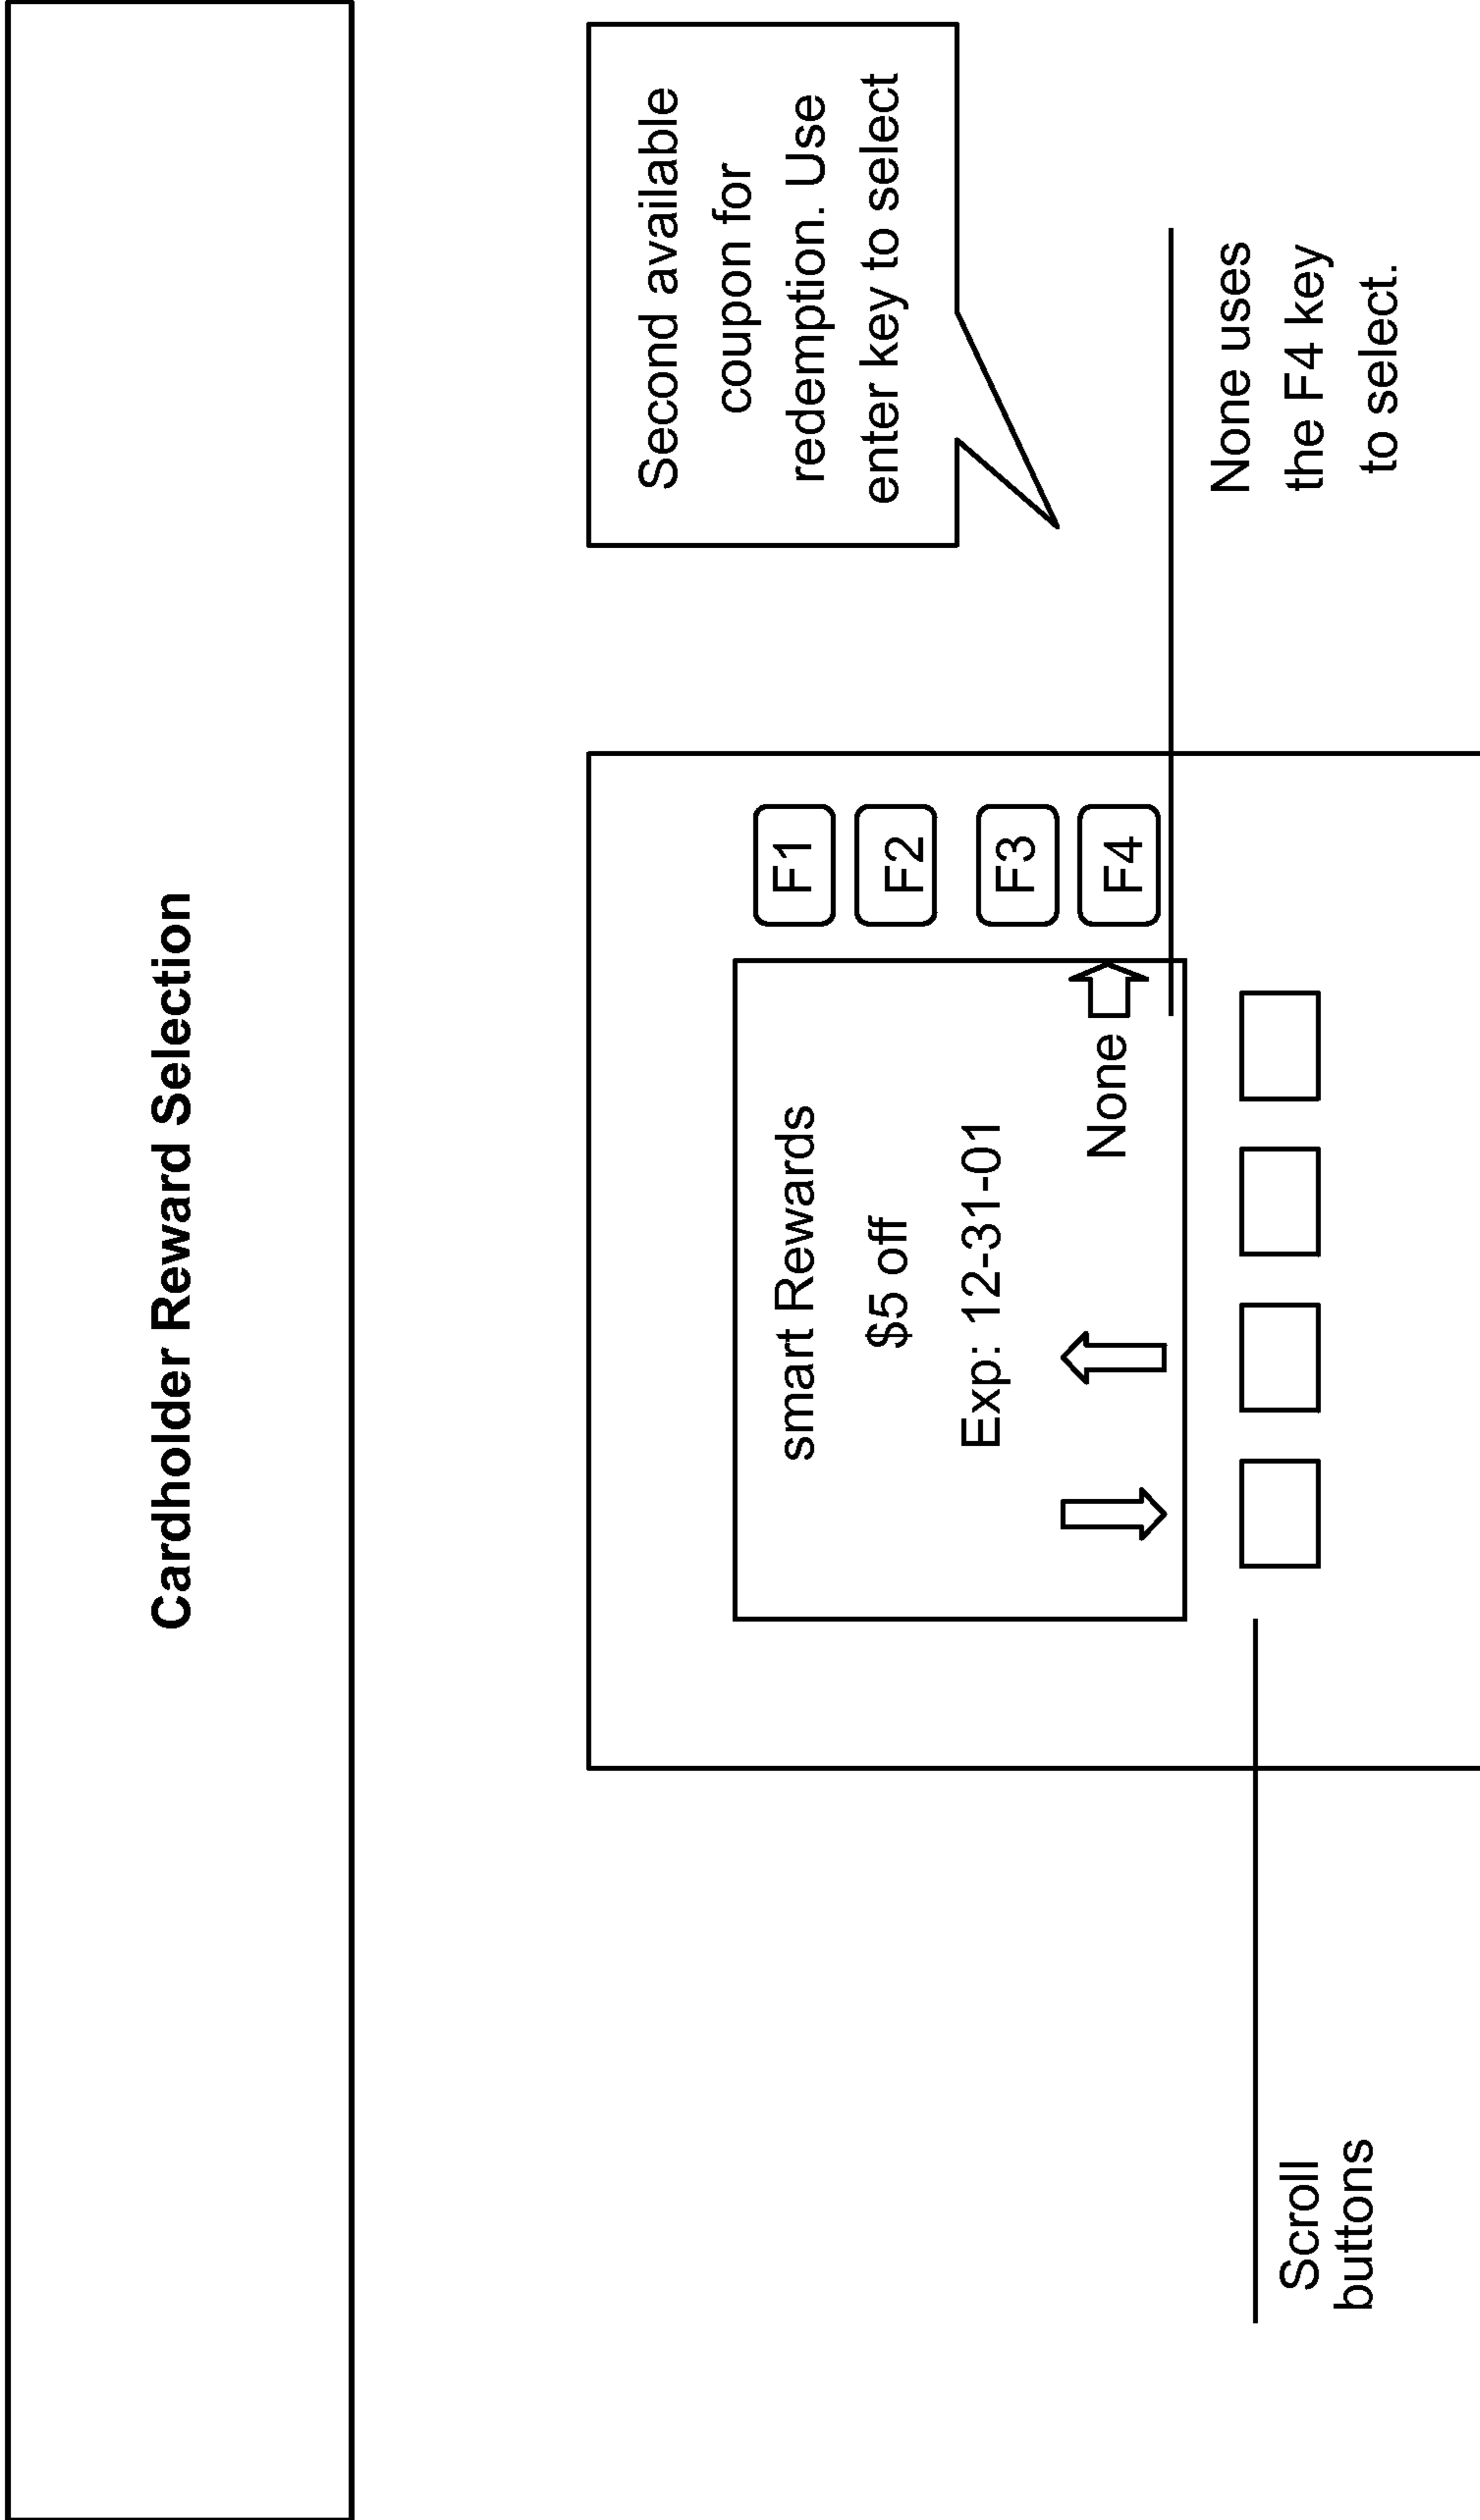 Cardholder Reward Selection
Second available
coupon for
redemption. Use
enter key to select
smart Rewards
$5 off
Exp: 12-31-01
None
F1
F2
F3
F4
None uses
the F4 key
to select.
Scroll
buttons